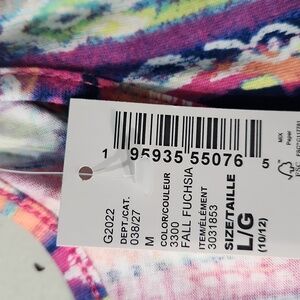 1 95935 55076 5
G2022
DEPT./CAT.
038/27
M
COLOR/COULEUR
3300
FALL FUCHSIA
ITEM/ÉLÉMENT
3031853
SIZE/TAILLE
L/G
(10/12)
MIX
Paper
FSC